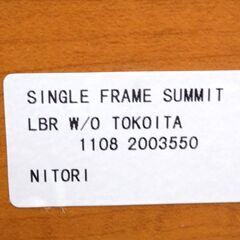 SINGLE FRAME SUMMIT
LBR W/O TOKOITA
1108 2003550
NITORI